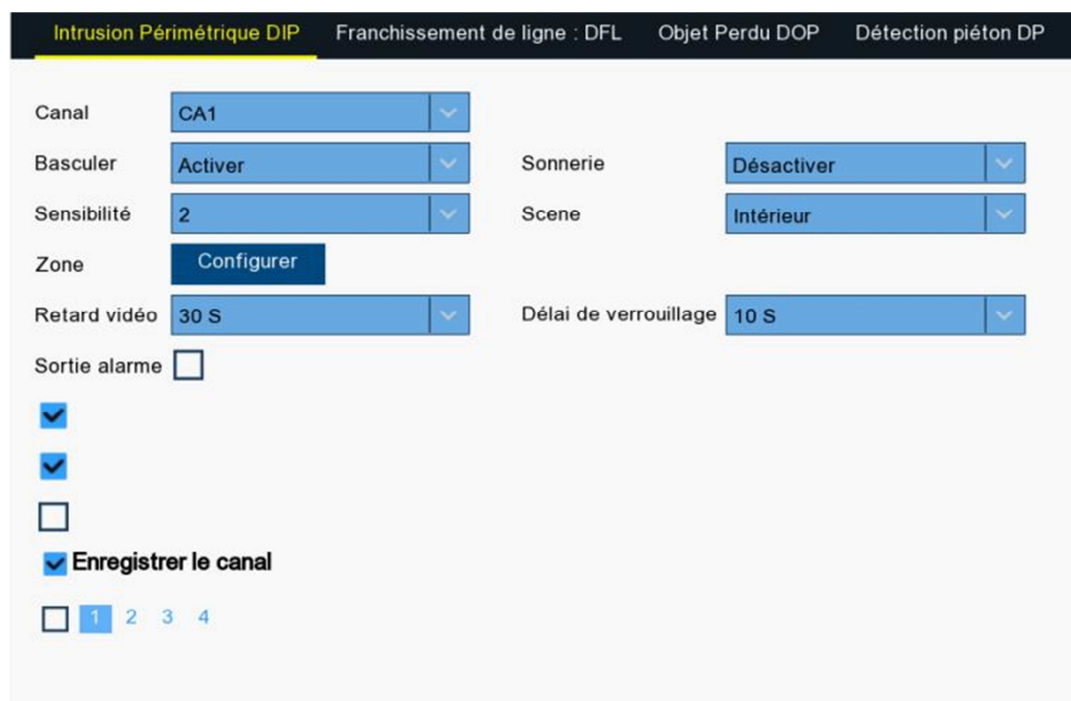 Intrusion Périmétrique DIP Franchissement de ligne : DFL Objet Perdu DOP Détection piéton DP
Canal CA1
Basculer Activer Sonnerie Désactiver
Sensibilité 2 Scene Intérieur
Zone Configurer
Retard vidéo 30 S Délai de verrouillage 10 S
Sortie alarme
Enregistrer le canal
1 2 3 4